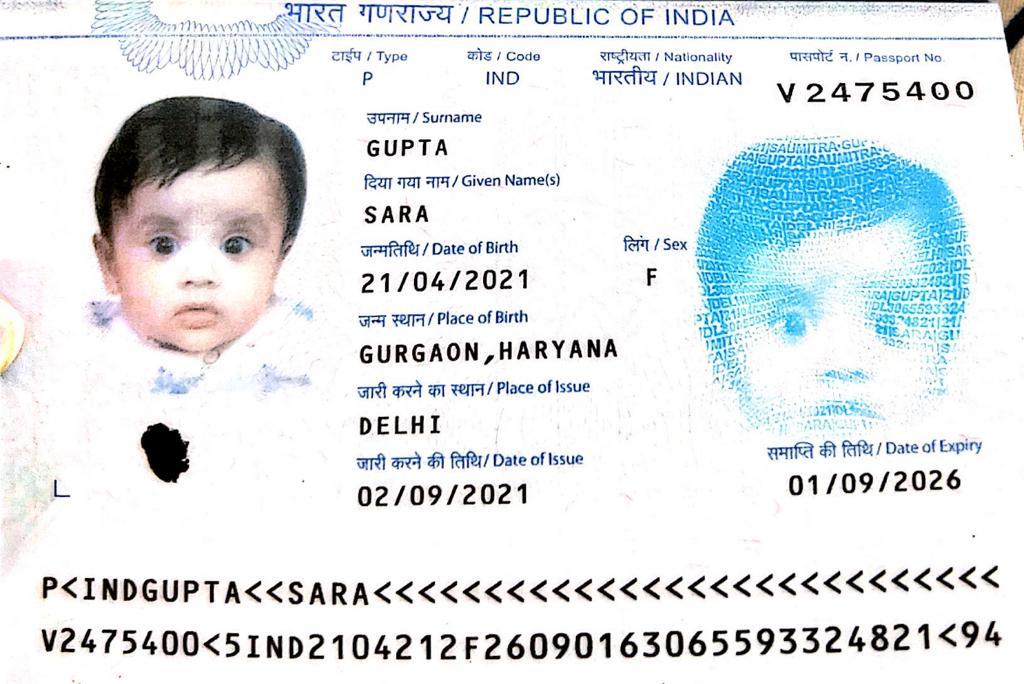 भारत गणराज्य / REPUBLIC OF INDIA
टाईप / Type
कोड / Code
राष्ट्रीयता / Nationality
पासपोर्ट न. / Passport No.
P
IND
भारतीय / INDIAN
V2475400
उपनाम / Surname
GUPTA
दिया गया नाम / Given Name(s)
SARA
जन्मतिथि / Date of Birth
लिंग / Sex
21/04/2021
F
जन्म स्थान / Place of Birth
GURGAON,HARYANA
जारी करने का स्थान / Place of Issue
DELHI
जारी करने की तिथि / Date of Issue
समाप्ति की तिथि / Date of Expiry
02/09/2021
01/09/2026
P<INDGUPTA<<SARA<<<<<<<<<<<<<<<<<<<<<<<<<<<<
V2475400<5IND2104212F26090163065593324821<94